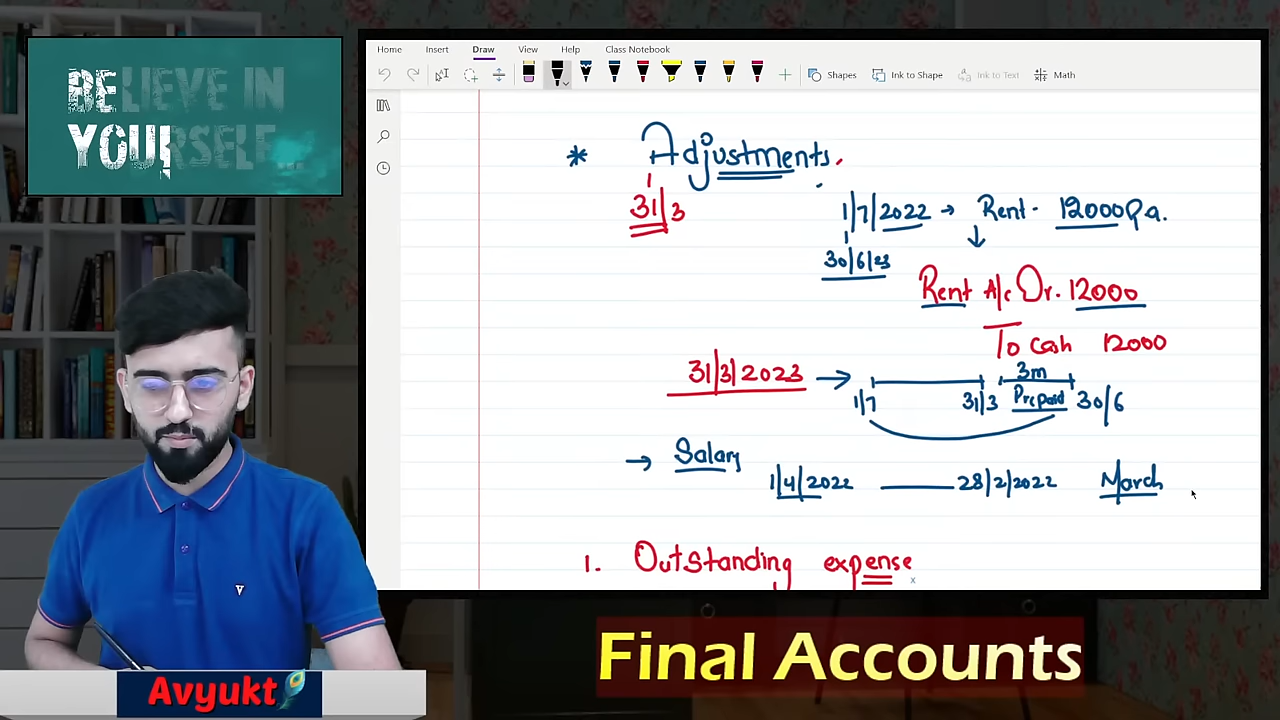 BELIEVE IN
YOURSELF...
Home Insert Draw View Help Class Notebook
Shapes Ink to Shape Ink to Text Math
* Adjustments.
31/3
1/7/2022 → Rent - 12000 p.a.
30/6/23
Rent A/c Dr. 12000
To Cash 12000
31/3/2023 →
3m
1/7 31/3 Prepaid 30/6
→ Salary
1/4/2022 — 28/2/2022 March
1. Outstanding expense
x
Final Accounts
Avyukt